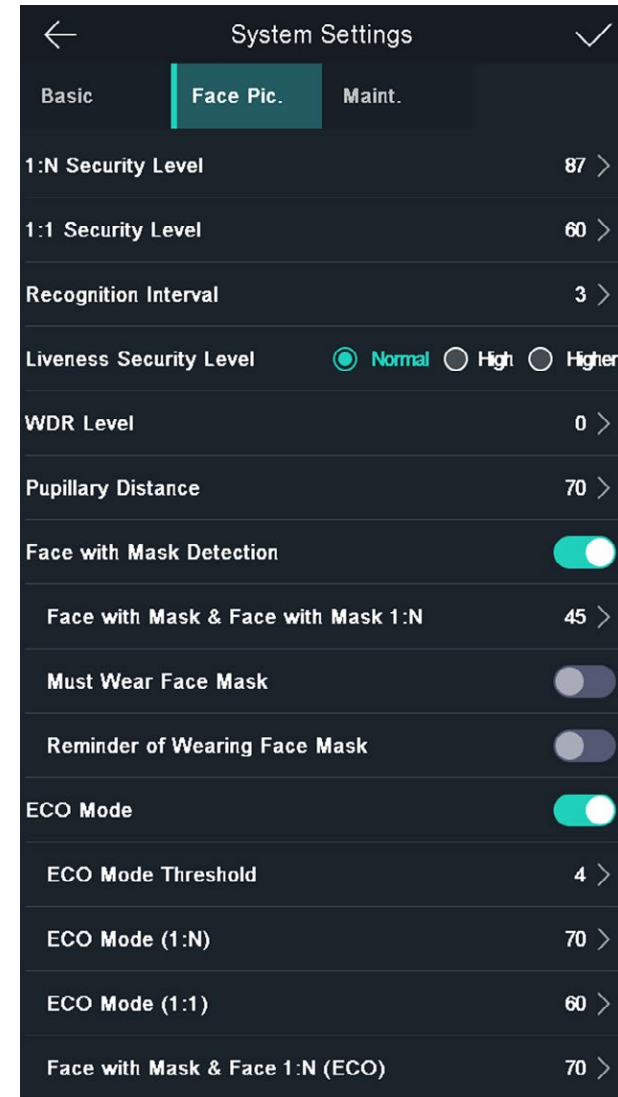 System Settings
Basic Face Pic. Maint.
1:N Security Level 87
1:1 Security Level 60
Recognition Interval 3
Liveness Security Level Normal High Higher
WDR Level 0
Pupillary Distance 70
Face with Mask Detection
Face with Mask & Face with Mask 1:N 45
Must Wear Face Mask
Reminder of Wearing Face Mask
ECO Mode
ECO Mode Threshold 4
ECO Mode (1:N) 70
ECO Mode (1:1) 60
Face with Mask & Face 1:N (ECO) 70